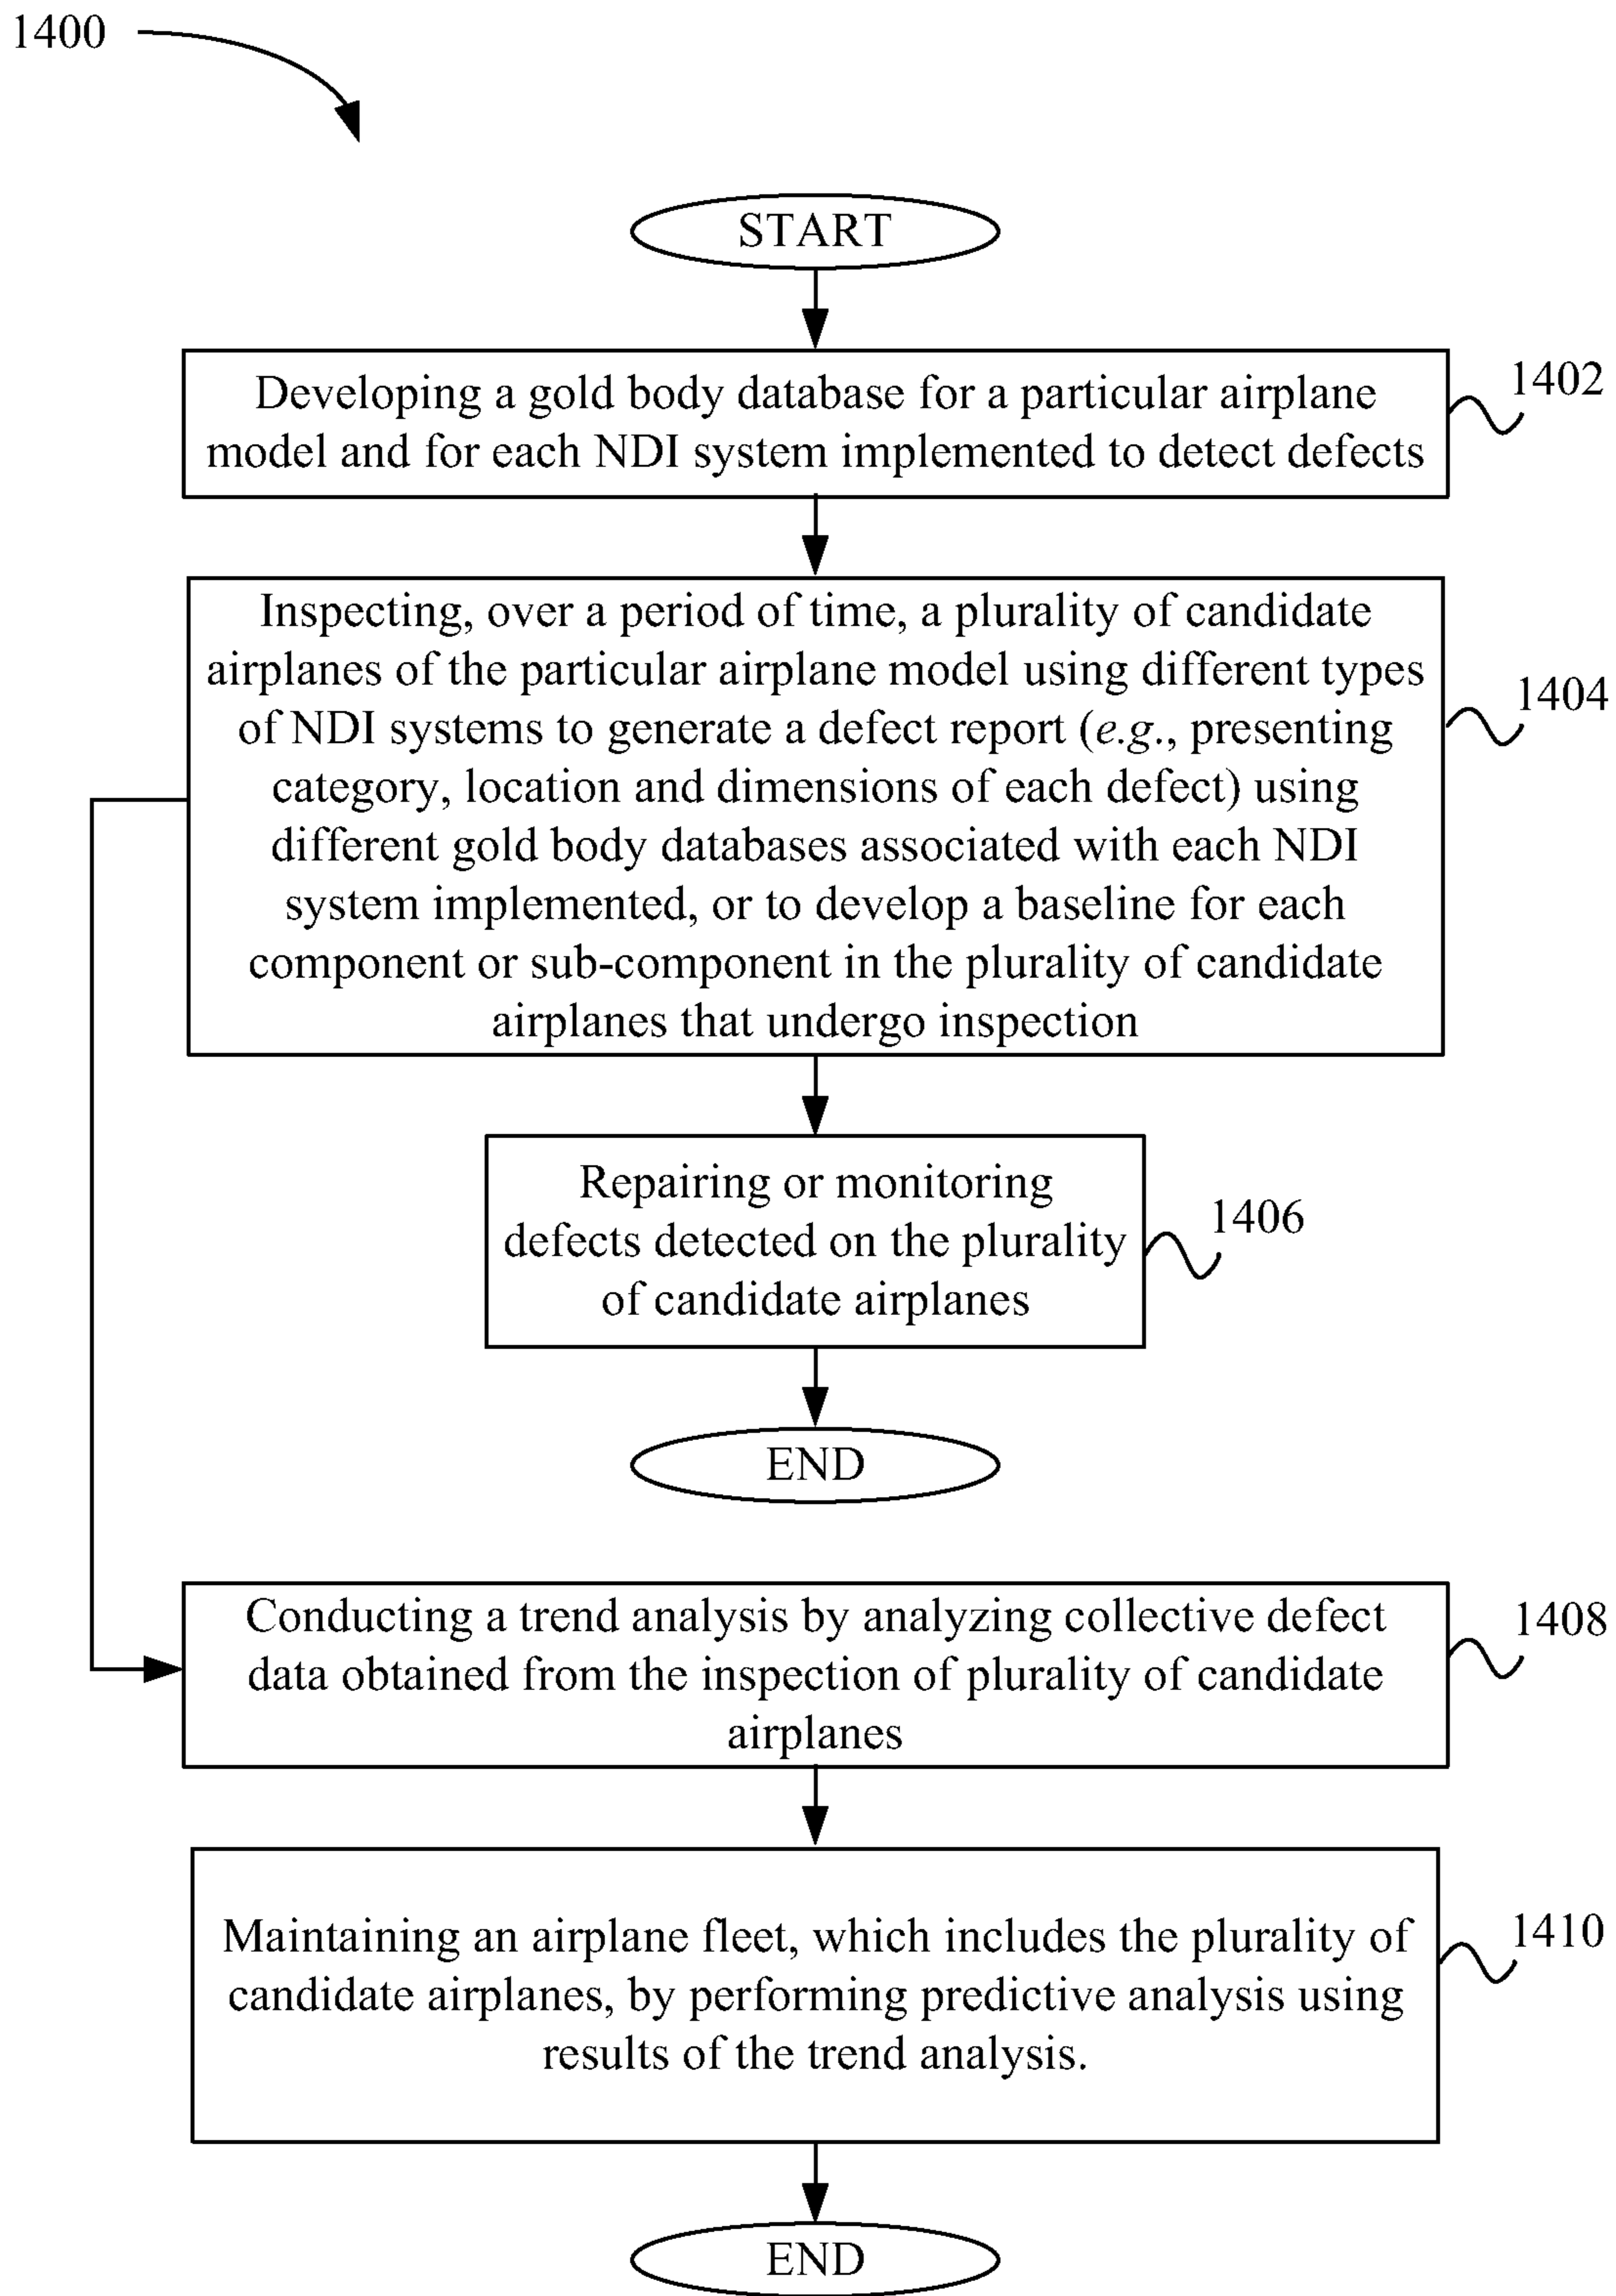 1400
START
Developing a gold body database for a particular airplane
model and for each NDI system implemented to detect defects
1402
Inspecting, over a period of time, a plurality of candidate
airplanes of the particular airplane model using different types
of NDI systems to generate a defect report (e.g., presenting
category, location and dimensions of each defect) using
different gold body databases associated with each NDI
system implemented, or to develop a baseline for each
component or sub-component in the plurality of candidate
airplanes that undergo inspection
1404
Repairing or monitoring
defects detected on the plurality
of candidate airplanes
1406
END
Conducting a trend analysis by analyzing collective defect
data obtained from the inspection of plurality of candidate
airplanes
1408
Maintaining an airplane fleet, which includes the plurality of
candidate airplanes, by performing predictive analysis using
results of the trend analysis.
1410
END